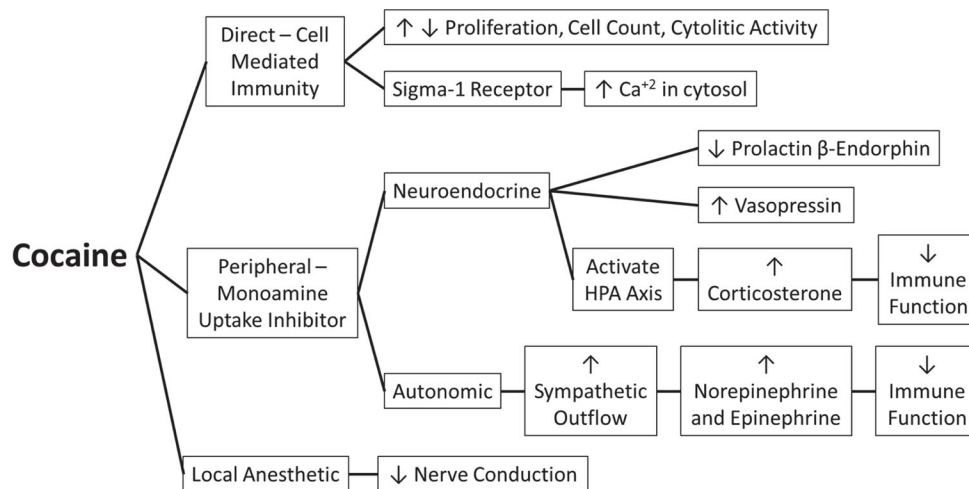 Direct – Cell
Mediated
Immunity
↑ ↓ Proliferation, Cell Count, Cytolitic Activity
Sigma-1 Receptor
↑ Ca+2 in cytosol
Cocaine
Peripheral –
Monoamine
Uptake Inhibitor
Neuroendocrine
↓ Prolactin β-Endorphin
↑ Vasopressin
Activate
HPA Axis
↑
Corticosterone
↓
Immune
Function
Autonomic
↑
Sympathetic
Outflow
↑
Norepinephrine
and Epinephrine
↓
Immune
Function
Local Anesthetic
↓ Nerve Conduction